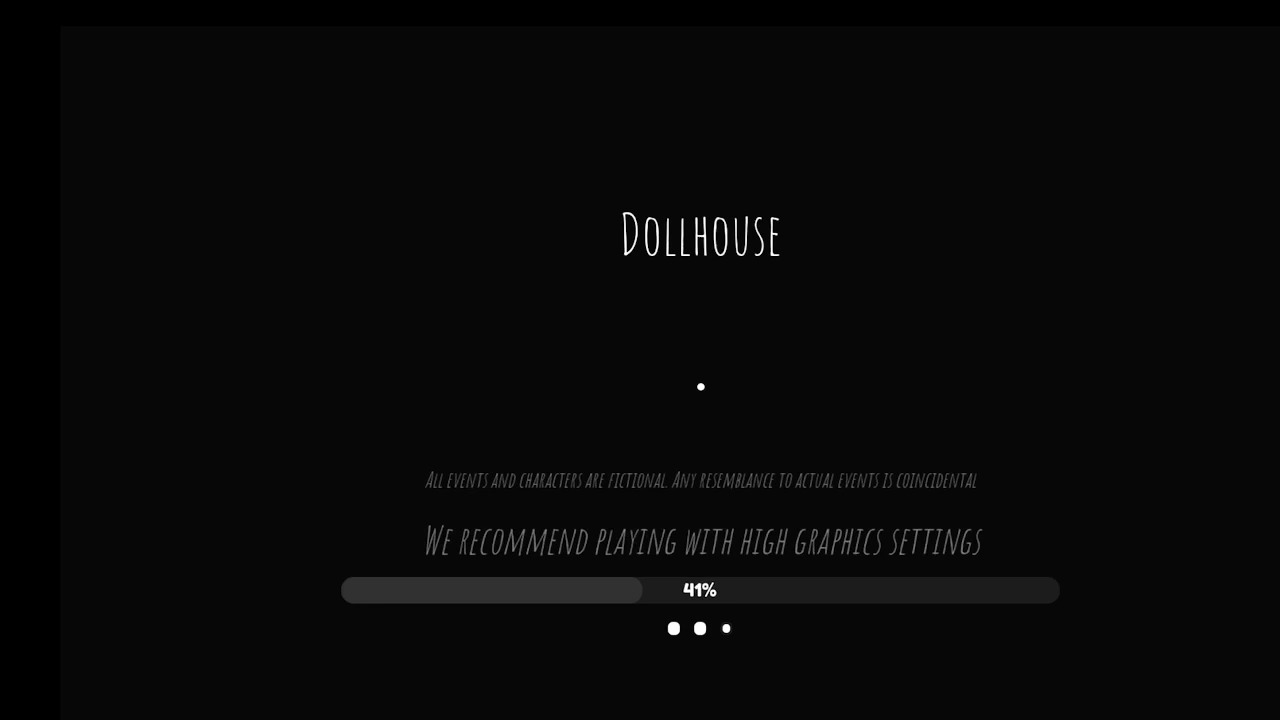 Dollhouse
All events and characters are fictional. Any resemblance to actual events is coincidental
We recommend playing with high graphics settings
41%